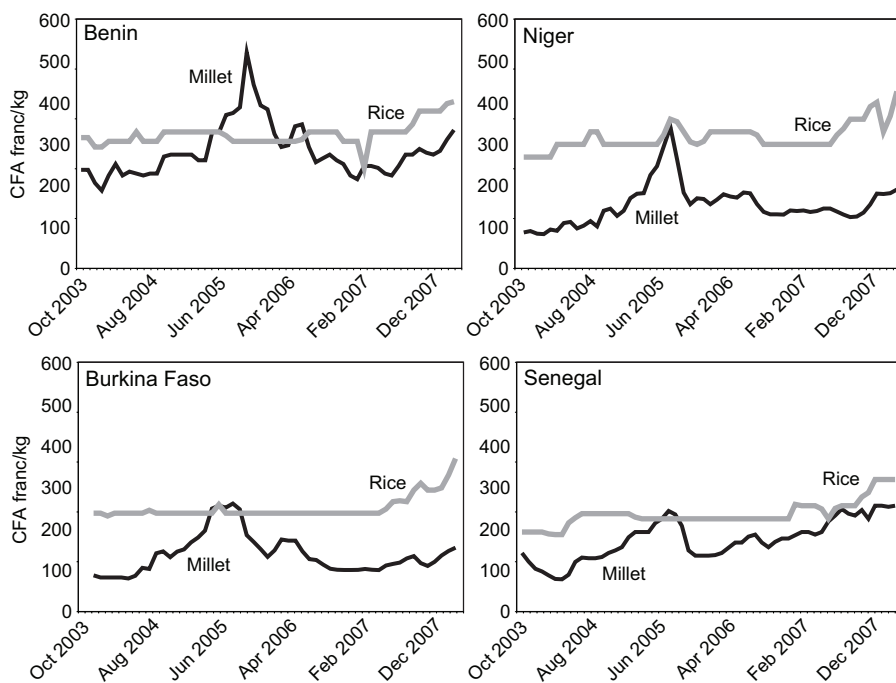 Benin
CFA franc/kg
600
500
400
300
200
100
0
Millet
Rice
Oct 2003
Aug 2004
Jun 2005
Apr 2006
Feb 2007
Dec 2007
Niger
600
500
400
300
200
100
0
Rice
Millet
Oct 2003
Aug 2004
Jun 2005
Apr 2006
Feb 2007
Dec 2007
Burkina Faso
CFA franc/kg
600
500
400
300
200
100
0
Rice
Millet
Oct 2003
Aug 2004
Jun 2005
Apr 2006
Feb 2007
Dec 2007
Senegal
600
500
400
300
200
100
0
Rice
Millet
Oct 2003
Aug 2004
Jun 2005
Apr 2006
Feb 2007
Dec 2007